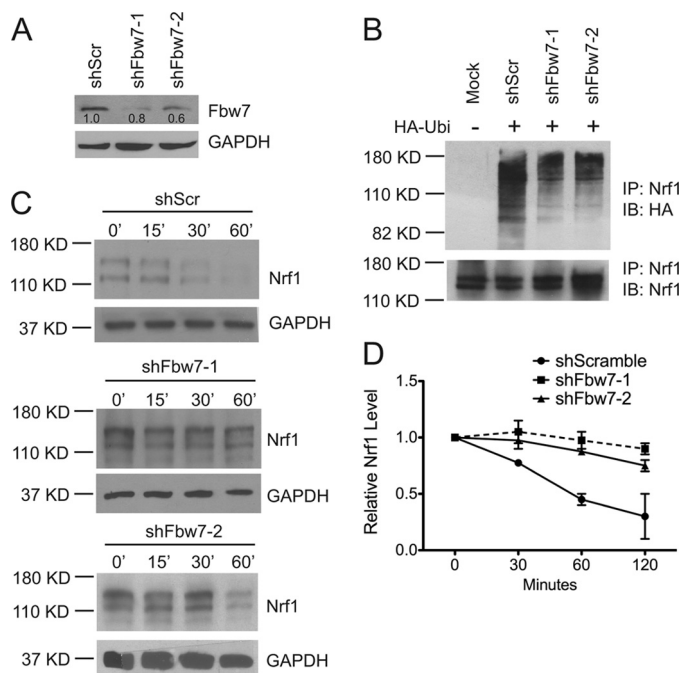 A
shScr
shFbw7-1
shFbw7-2
Fbw7
1.0 0.8 0.6
GAPDH
B
Mock
shScr
shFbw7-1
shFbw7-2
HA-Ubi - + + +
180 KD
110 KD
82 KD
IP: Nrf1
IB: HA
180 KD
110 KD
IP: Nrf1
IB: Nrf1
C
shScr
0' 15' 30' 60'
180 KD
110 KD
Nrf1
37 KD
GAPDH
shFbw7-1
0' 15' 30' 60'
180 KD
110 KD
Nrf1
37 KD
GAPDH
shFbw7-2
0' 15' 30' 60'
180 KD
110 KD
Nrf1
37 KD
GAPDH
D
shScramble
shFbw7-1
shFbw7-2
Relative Nrf1 Level
1.5
1.0
0.5
0.0
0 30 60 120
Minutes